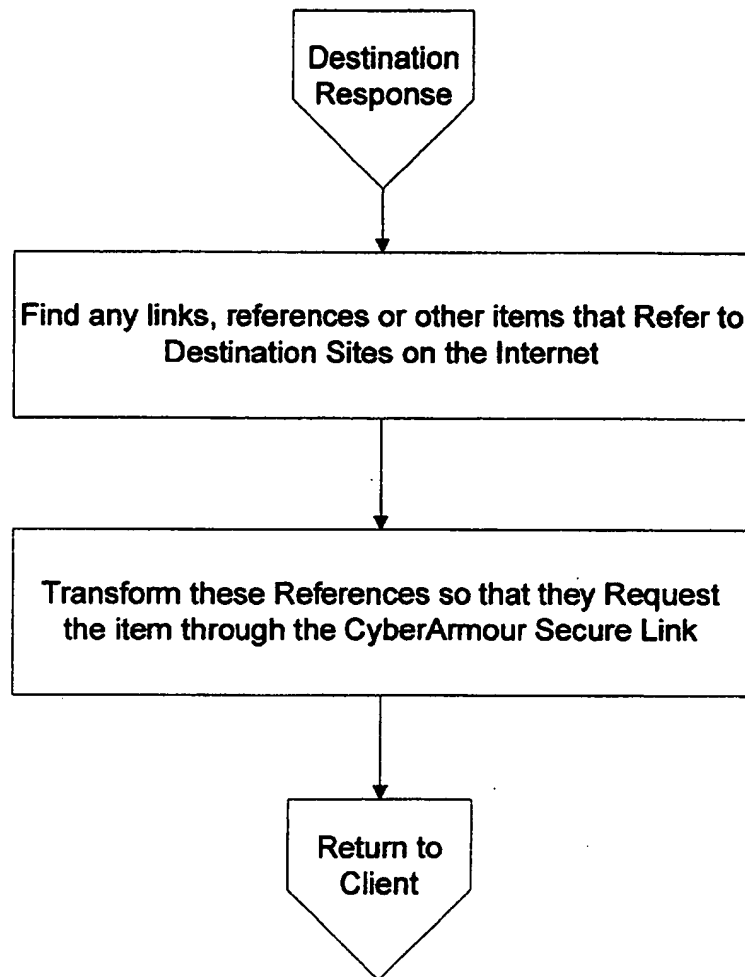 Destination
Response
Find any links, references or other items that Refer to
Destination Sites on the Internet
Transform these References so that they Request
the item through the CyberArmour Secure Link
Return to
Client